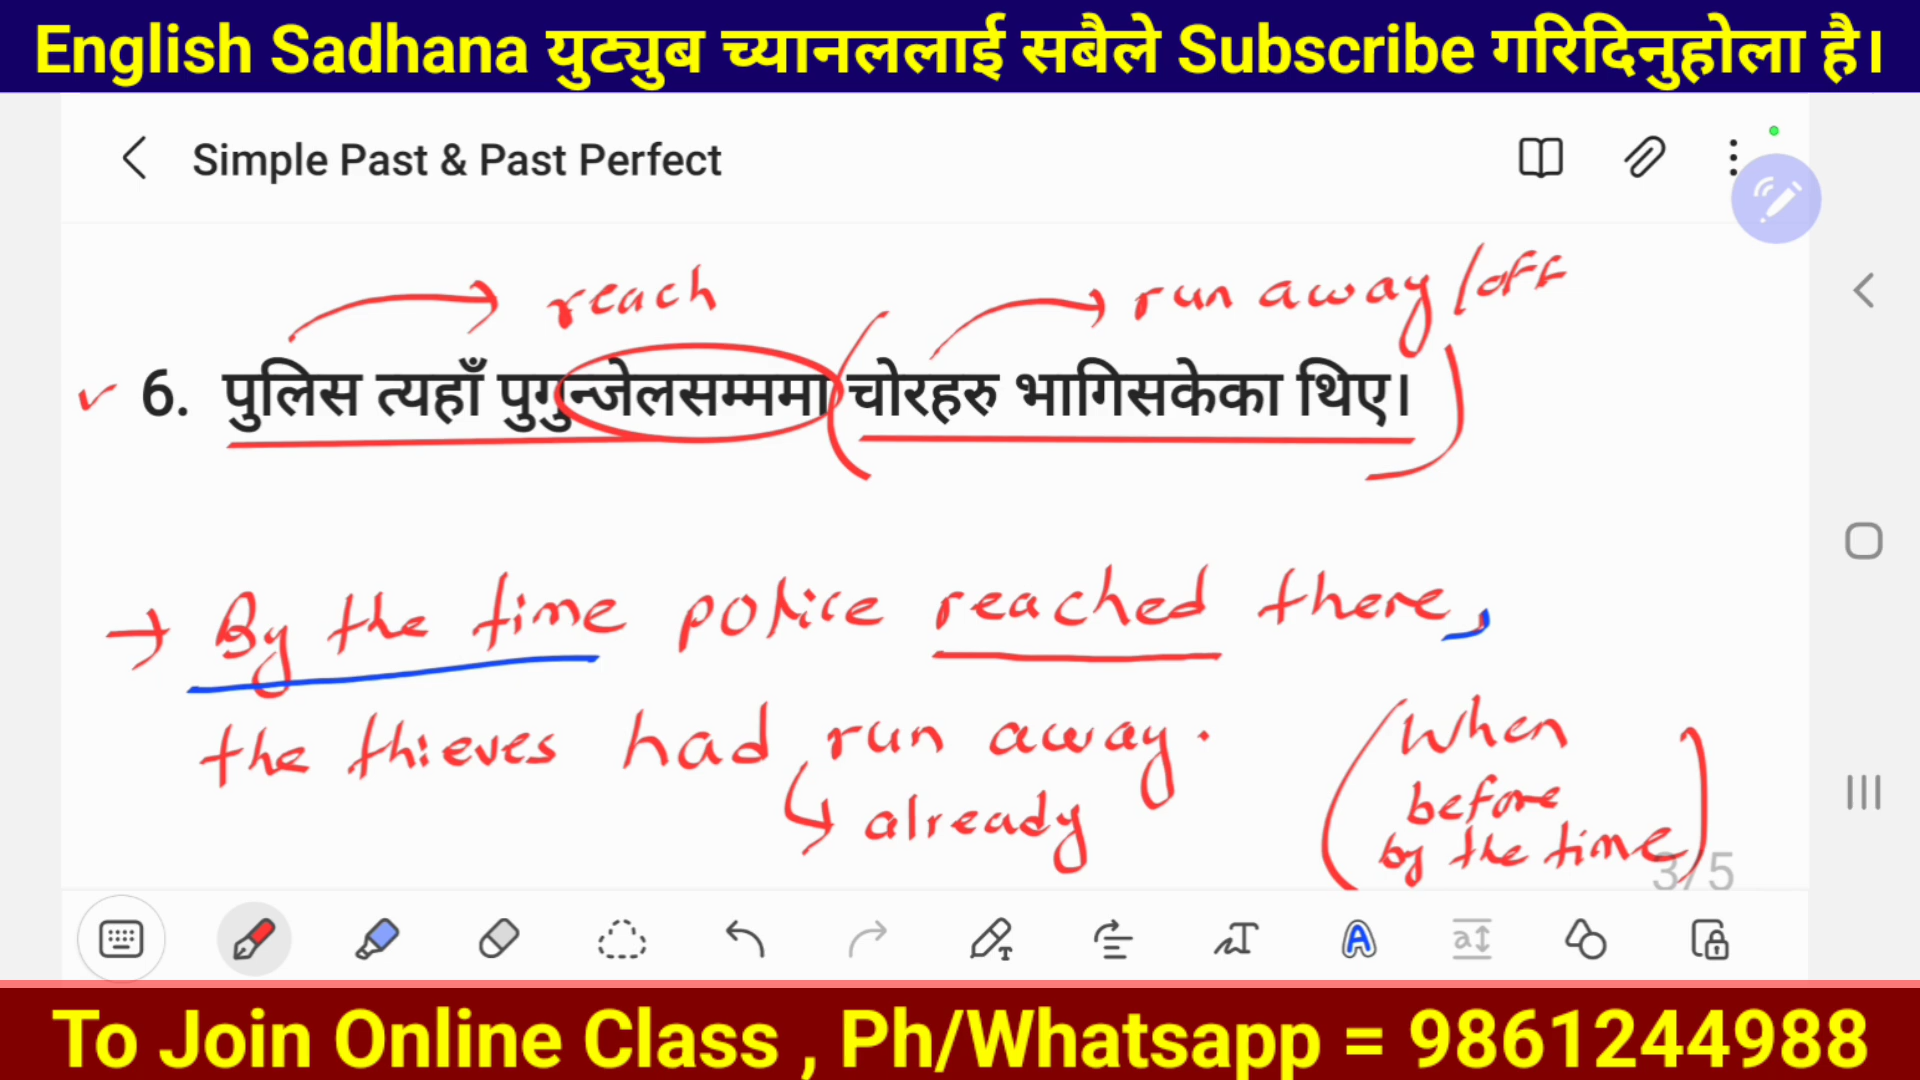 English Sadhana युट्युब च्यानललाई सबैले Subscribe गरिदिनुहोला है।
Simple Past & Past Perfect
reach
run away /off
6. पुलिस त्यहाँ पुगुन्जेलसम्ममा चोरहरु भागिसकेका थिए।
→ By the time police reached there,
the thieves had run away.
already
(When
before
by the time)
3/5
To Join Online Class , Ph/Whatsapp = 9861244988